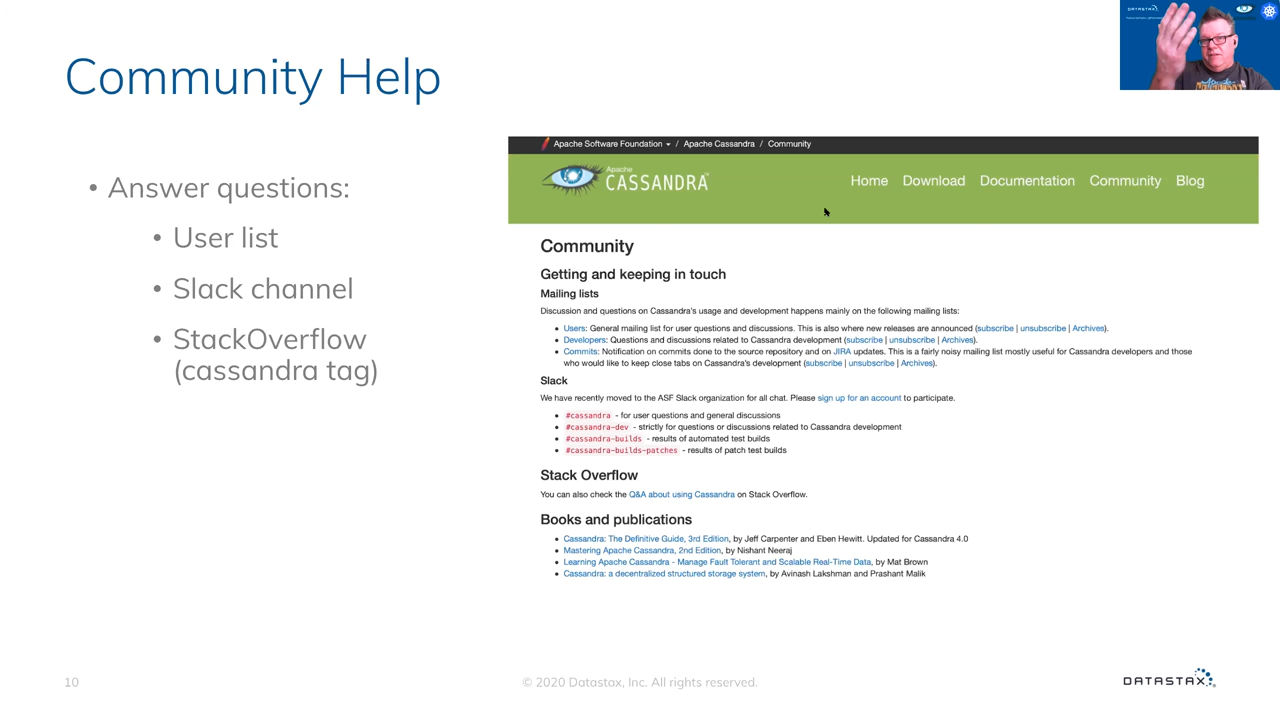 DATASTAX
Community Help
• Answer questions:
• User list
• Slack channel
• StackOverflow
(cassandra tag)
Apache Software Foundation / Apache Cassandra / Community
Apache
CASSANDRA
Home Download Documentation Community Blog
Community
Getting and keeping in touch
Mailing lists
Discussion and questions on Cassandra's usage and development happens mainly on the following mailing lists:
• Users: General mailing list for user questions and discussions. This is also where new releases are announced (subscribe | unsubscribe | Archives).
• Developers: Questions and discussions related to Cassandra development (subscribe | unsubscribe | Archives).
• Commits: Notification on commits done to the source repository and on JIRA updates. This is a fairly noisy mailing list mostly useful for Cassandra developers and those
who would like to keep close tabs on Cassandra's development (subscribe | unsubscribe | Archives).
Slack
We have recently moved to the ASF Slack organization for all chat. Please sign up for an account to participate.
• #cassandra - for user questions and general discussions
• #cassandra-dev - strictly for questions or discussions related to Cassandra development
• #cassandra-builds - results of automated test builds
• #cassandra-builds-patches - results of patch test builds
Stack Overflow
You can also check the Q&A about using Cassandra on Stack Overflow.
Books and publications
• Cassandra: The Definitive Guide, 3rd Edition, by Jeff Carpenter and Eben Hewitt. Updated for Cassandra 4.0
• Mastering Apache Cassandra, 2nd Edition, by Nishant Neeraj
• Learning Apache Cassandra - Manage Fault Tolerant and Scalable Real-Time Data, by Mat Brown
• Cassandra: a decentralized structured storage system, by Avinash Lakshman and Prashant Malik
10
© 2020 Datastax, Inc. All rights reserved.
DATASTAX